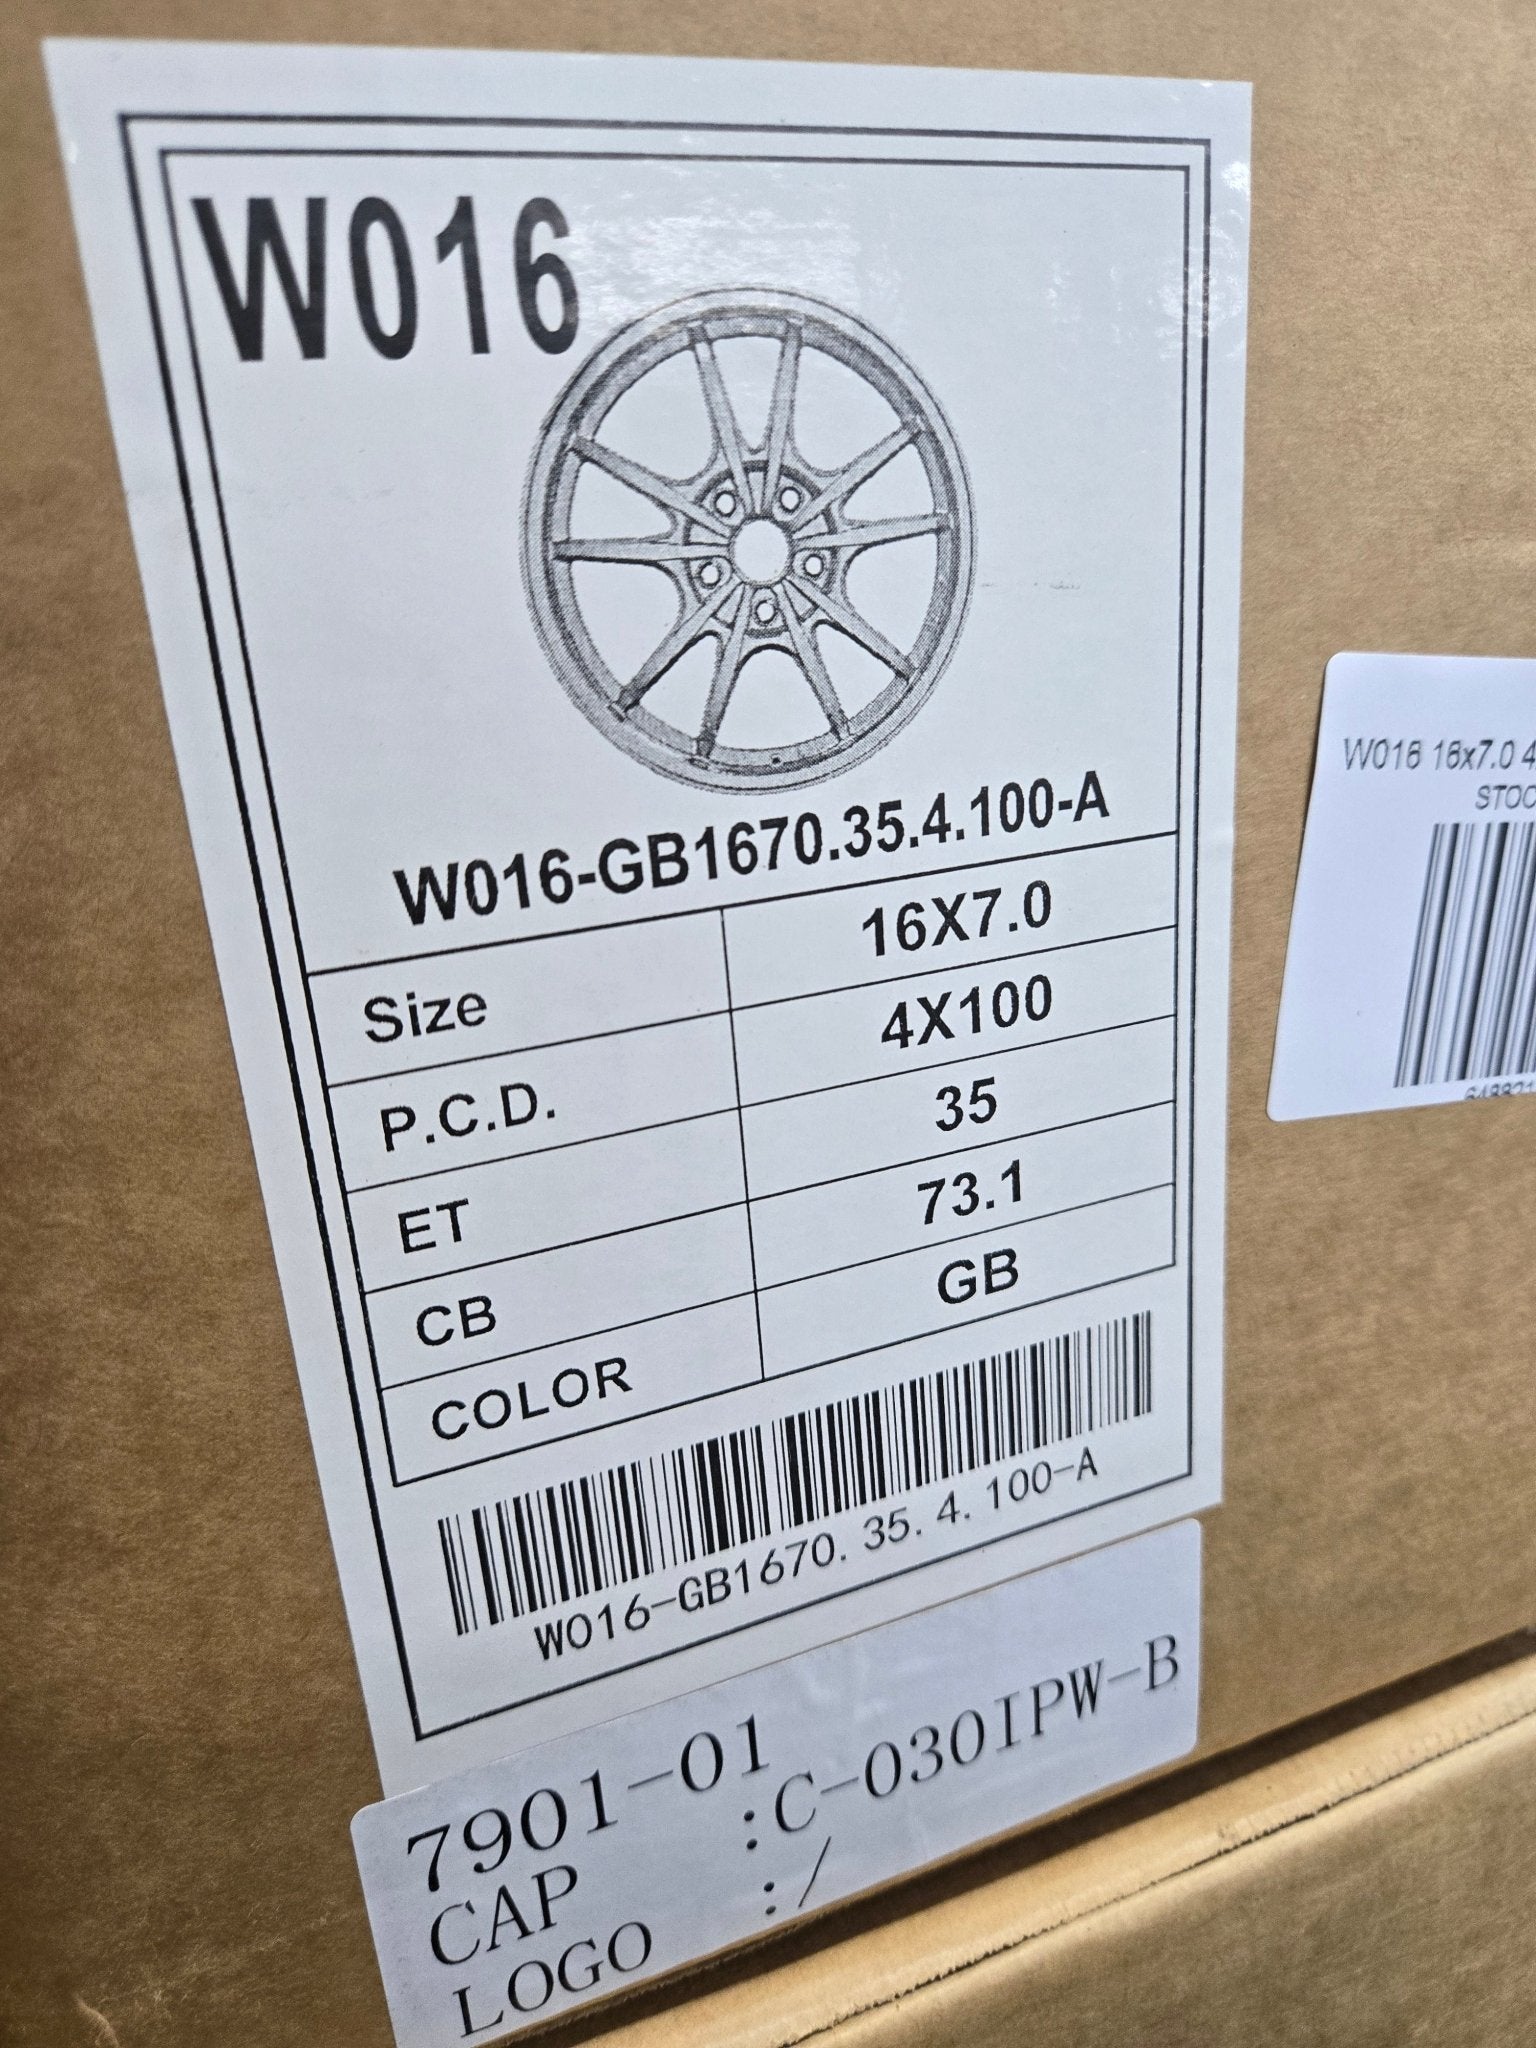 W016
W016-GB1670.35.4.100-A
Size 16X7.0
P.C.D. 4X100
ET 35
CB 73.1
COLOR GB
W016-GB1670.35.4.100-A
7901-01
CAP :C-030IPW-B
LOGO :/
W016 16x7.0 4
STOC